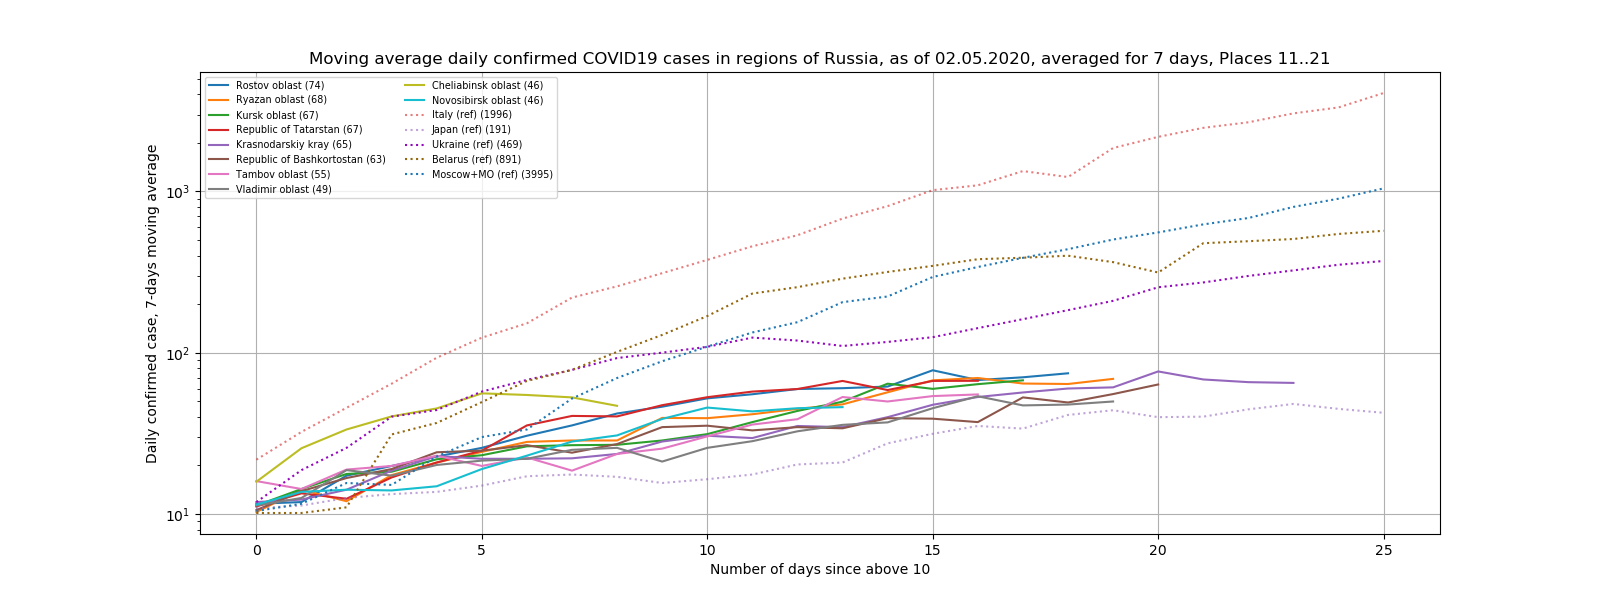 Moving average daily confirmed COVID19 cases in regions of Russia, as of 02.05.2020, averaged for 7 days, Places 11..21
Rostov oblast (74)
Ryazan oblast (68)
Kursk oblast (67)
Republic of Tatarstan (67)
Krasnodarskiy kray (65)
Republic of Bashkortostan (63)
Tambov oblast (55)
Vladimir oblast (49)
Cheliabinsk oblast (46)
Novosibirsk oblast (46)
Italy (ref) (1996)
Japan (ref) (191)
Ukraine (ref) (469)
Belarus (ref) (891)
Moscow+MO (ref) (3995)
Daily confirmed case, 7-days moving average
10³
10²
10¹
0 5 10 15 20 25
Number of days since above 10